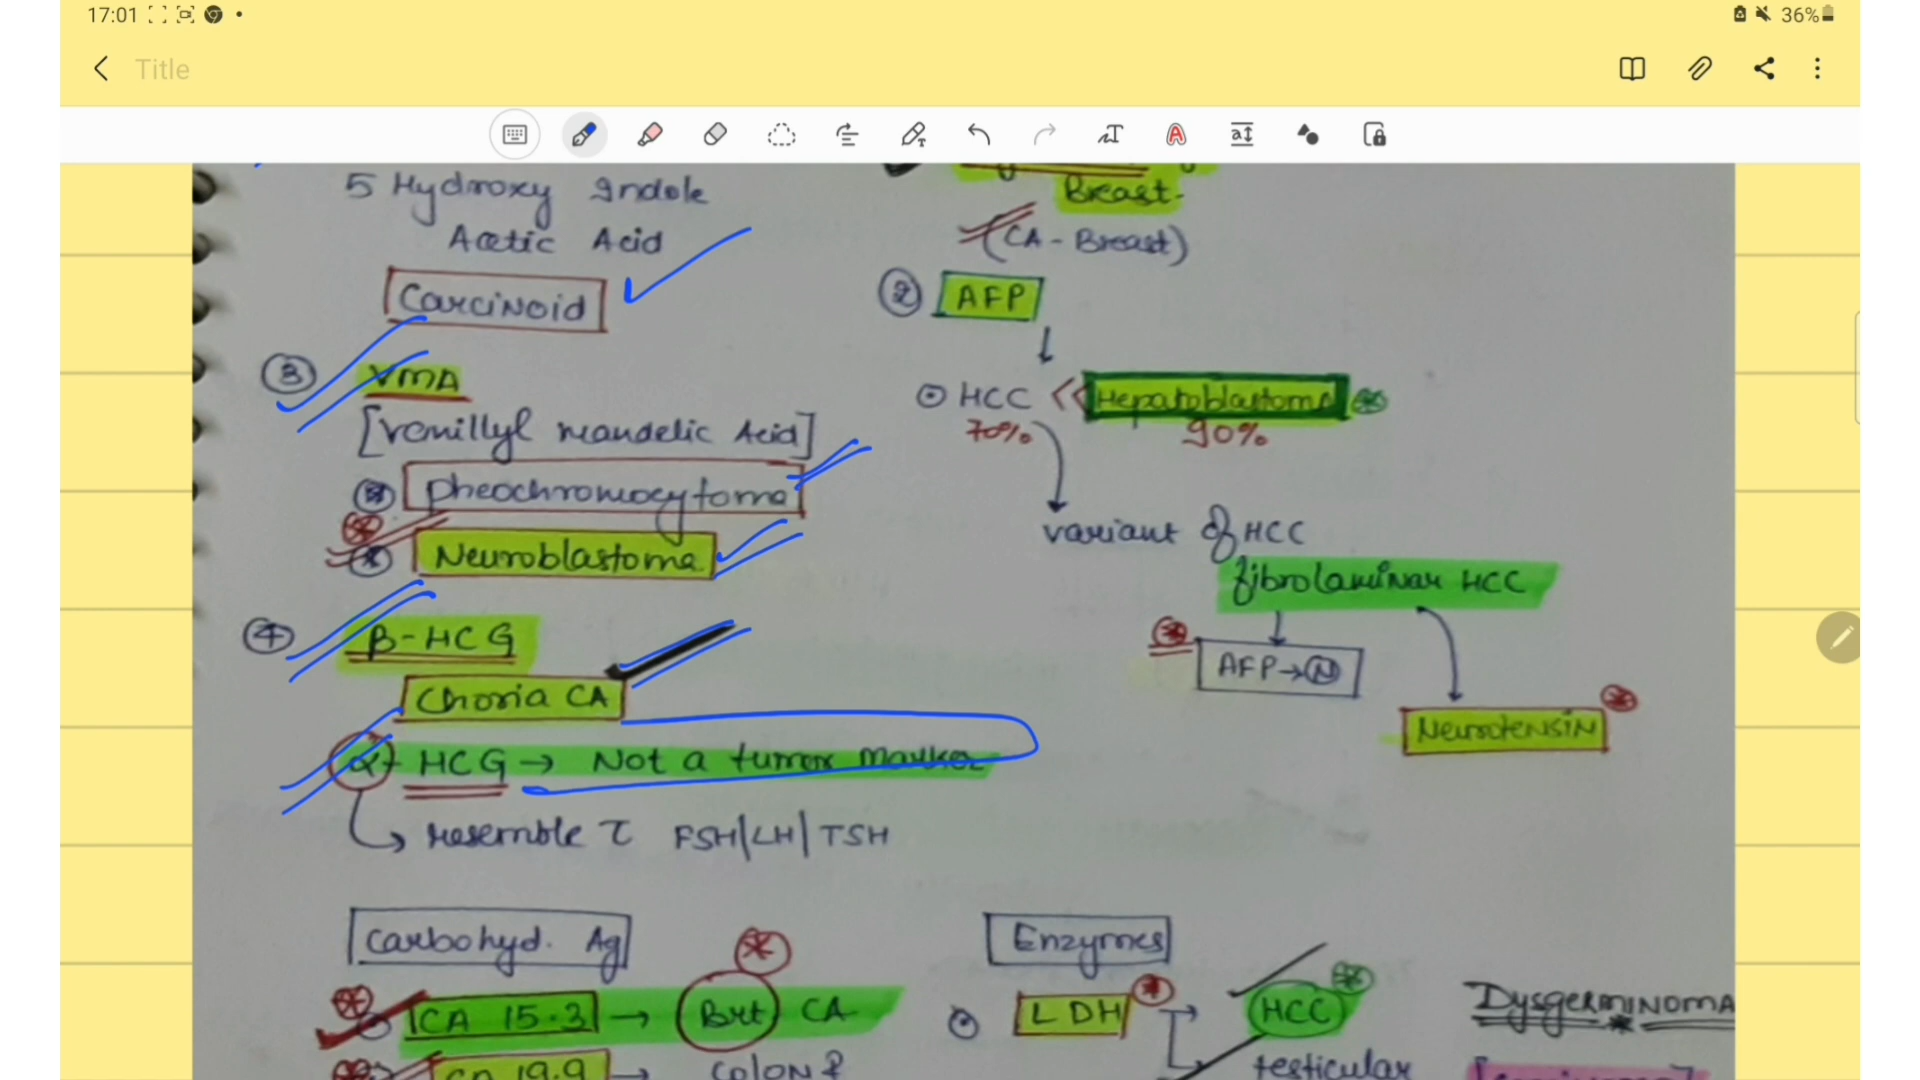 17:01
36%
Title
5 Hydroxy Indole
Acetic Acid
Carcinoid
③ VMA
[Venillyl mandelic Acid]
Pheochromocytoma
Neuroblastoma
④ β-HCG
Choria CA
α- HCG → Not a tumor marker
↳ resemble τ FSH/LH/TSH
Breast.
(CA - Breast)
② AFP
↓
⊙ HCC << Hepatoblastoma
70% 90%
variant of HCC
fibrolaminar HCC
AFP→Ⓝ
Neurotensin
Carbohyd. Ag
CA 15.3 → Brt CA
CA 19.9 → COLON &
Enzymes
LDH → HCC
testicular
Dysgerminoma